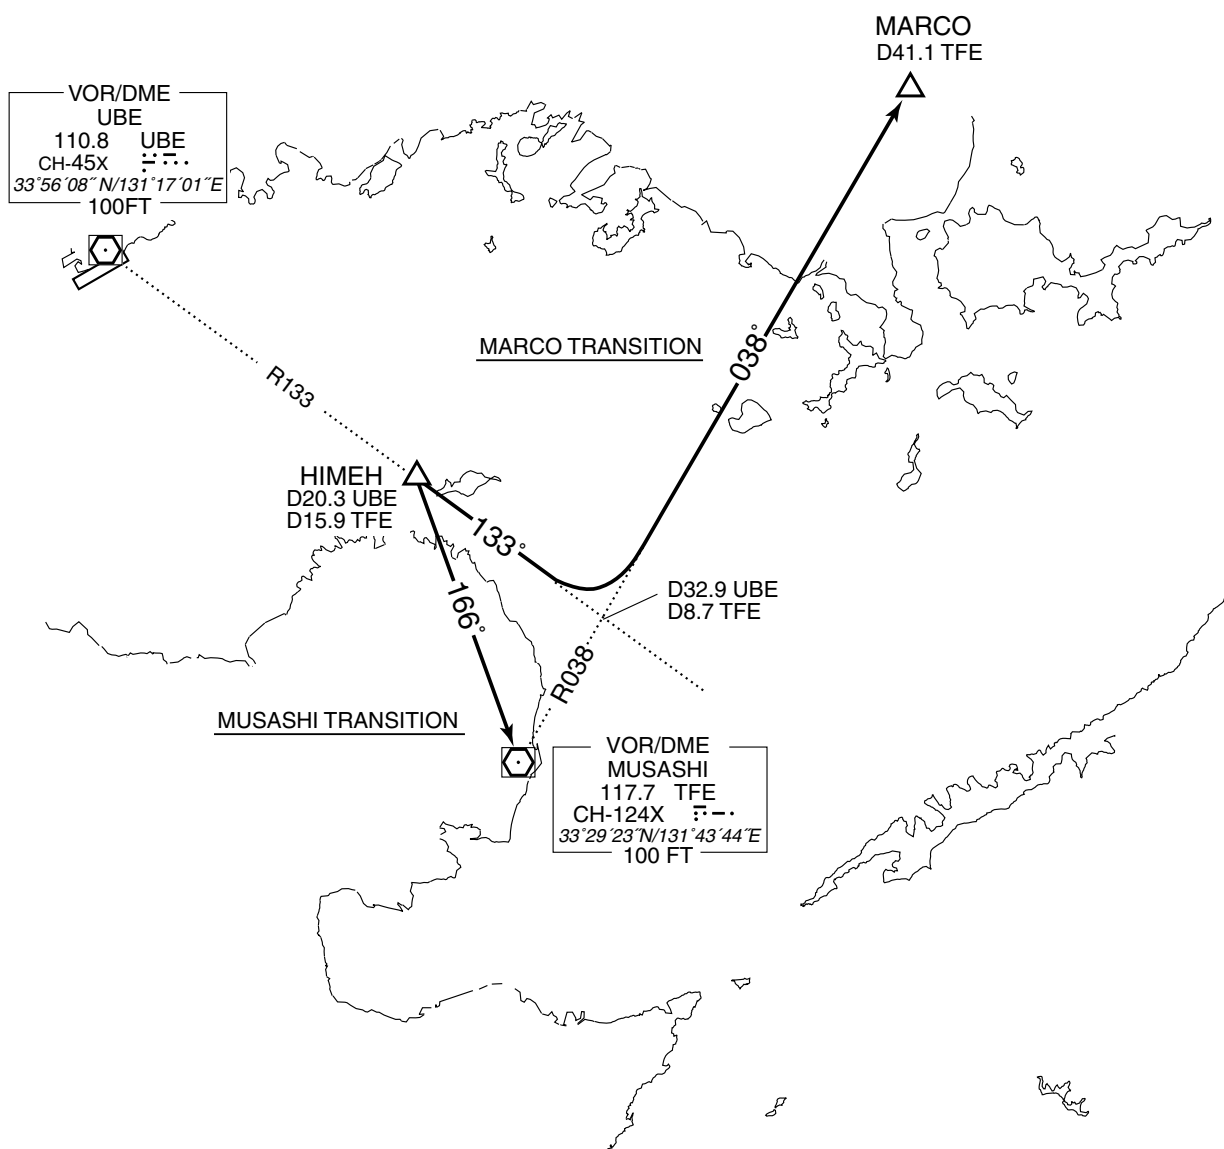 MARCO
D41.1 TFE
VOR/DME
UBE
110.8 UBE
CH-45X
33°56´08˝N/131°17´01˝E
100FT
MARCO TRANSITION
038°
R133
HIMEH
D20.3 UBE
D15.9 TFE
133°
166°
D32.9 UBE
D8.7 TFE
R038
MUSASHI TRANSITION
VOR/DME
MUSASHI
117.7 TFE
CH-124X
33°29´23˝N/131°43´44˝E
100 FT